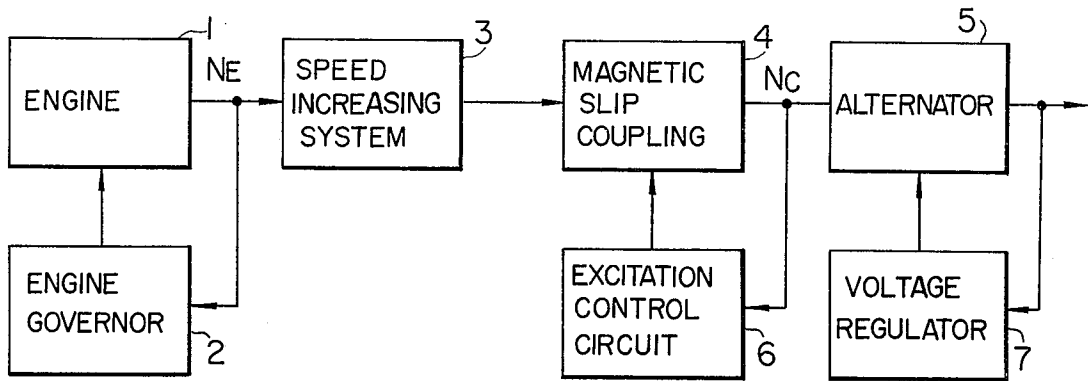 1
ENGINE
NE
3
SPEED
INCREASING
SYSTEM
4
MAGNETIC
SLIP
COUPLING
NC
5
ALTERNATOR
ENGINE
GOVERNOR
2
EXCITATION
CONTROL
CIRCUIT
6
VOLTAGE
REGULATOR
7